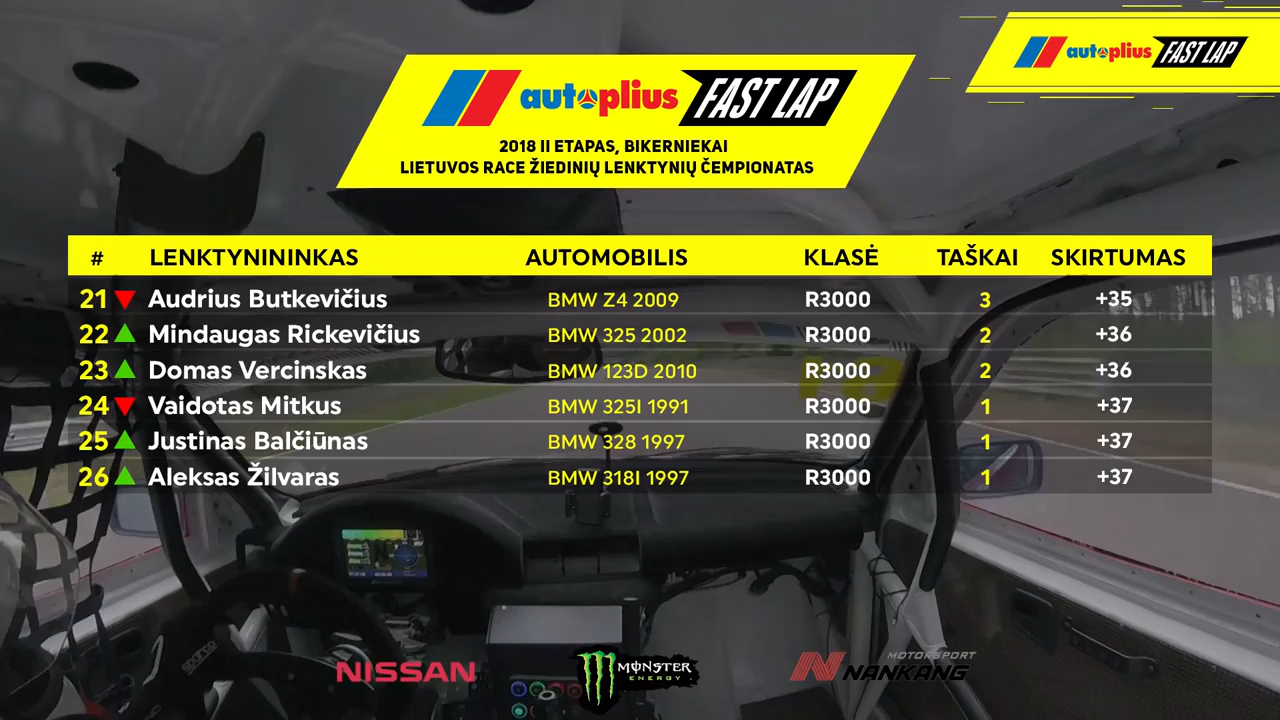 autoplius FAST LAP
autoplius FAST LAP
2018 II ETAPAS, BIKERNIEKAI
LIETUVOS RACE ŽIEDINIŲ LENKTYNIŲ ČEMPIONATAS
# LENKTYNININKAS AUTOMOBILIS KLASĖ TAŠKAI SKIRTUMAS
21 Audrius Butkevičius BMW Z4 2009 R3000 3 +35
22 Mindaugas Rickevičius BMW 325 2002 R3000 2 +36
23 Domas Vercinskas BMW 123D 2010 R3000 2 +36
24 Vaidotas Mitkus BMW 325I 1991 R3000 1 +37
25 Justinas Balčiūnas BMW 328 1997 R3000 1 +37
26 Aleksas Žilvaras BMW 318I 1997 R3000 1 +37
NISSAN
MONSTER
ENERGY
MOTORSPORT
NANKANG